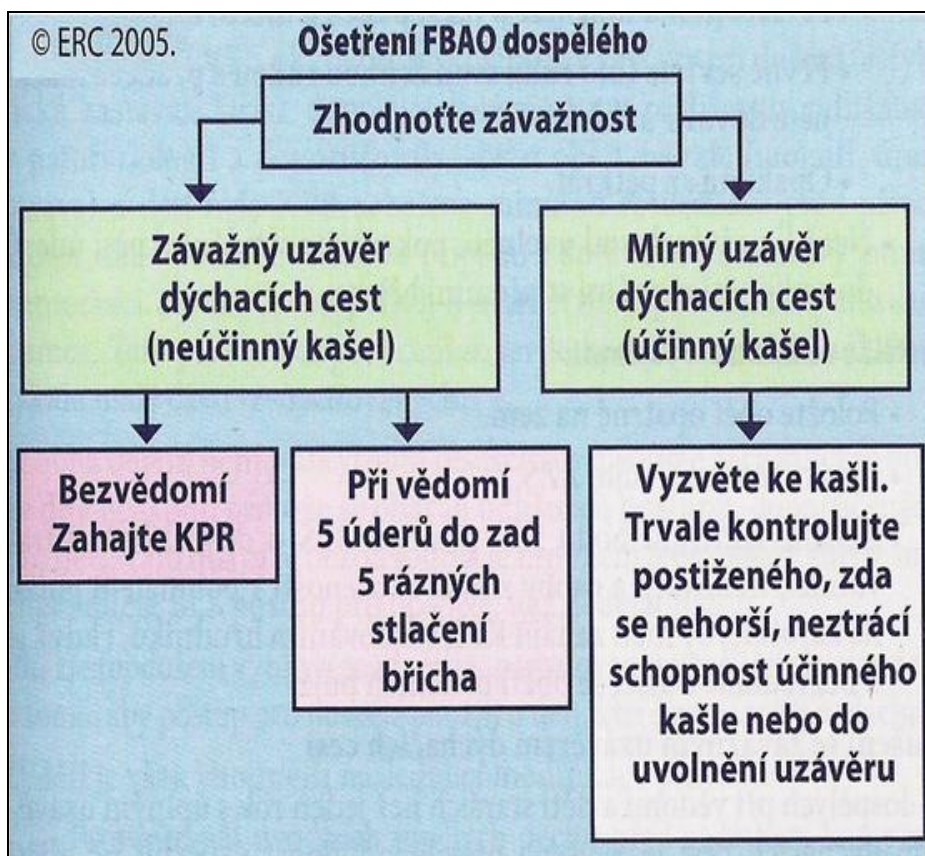 © ERC 2005.
Ošetření FBAO dospělého
Zhodnoťte závažnost
Závažný uzávěr
dýchacích cest
(neúčinný kašel)
Mírný uzávěr
dýchacích cest
(účinný kašel)
Bezvědomí
Zahajte KPR
Při vědomí
5 úderů do zad
5 rázných
stlačení
břicha
Vyzvěte ke kašli.
Trvale kontrolujte
postiženého, zda
se nehorší, neztrácí
schopnost účinného
kašle nebo do
uvolnění uzávěru